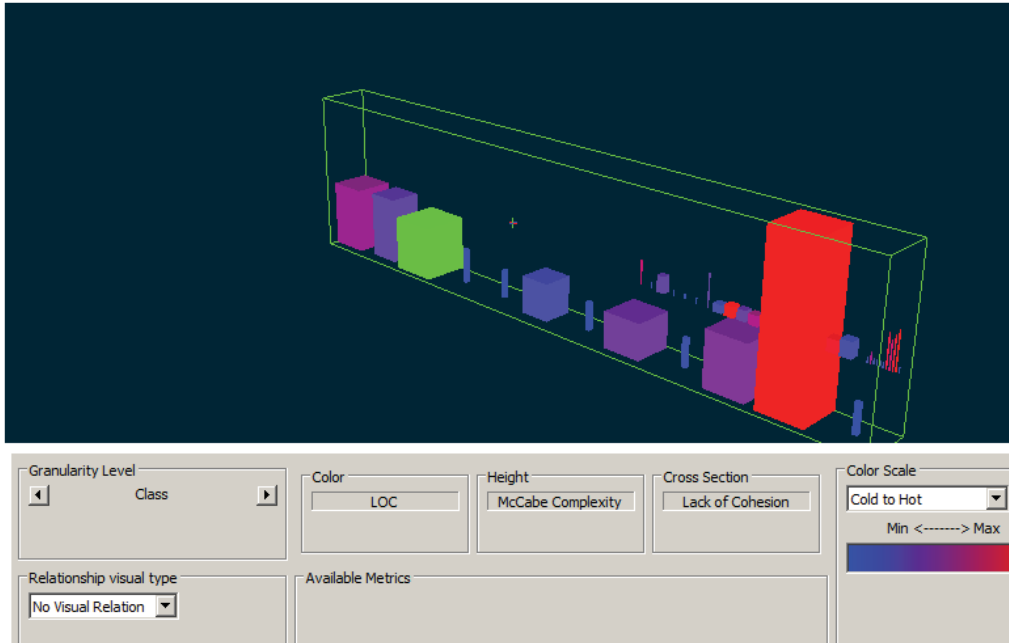 Granularity Level
Class
Color
LOC
Height
McCabe Complexity
Cross Section
Lack of Cohesion
Color Scale
Cold to Hot
Min <-------> Max
Relationship visual type
No Visual Relation
Available Metrics